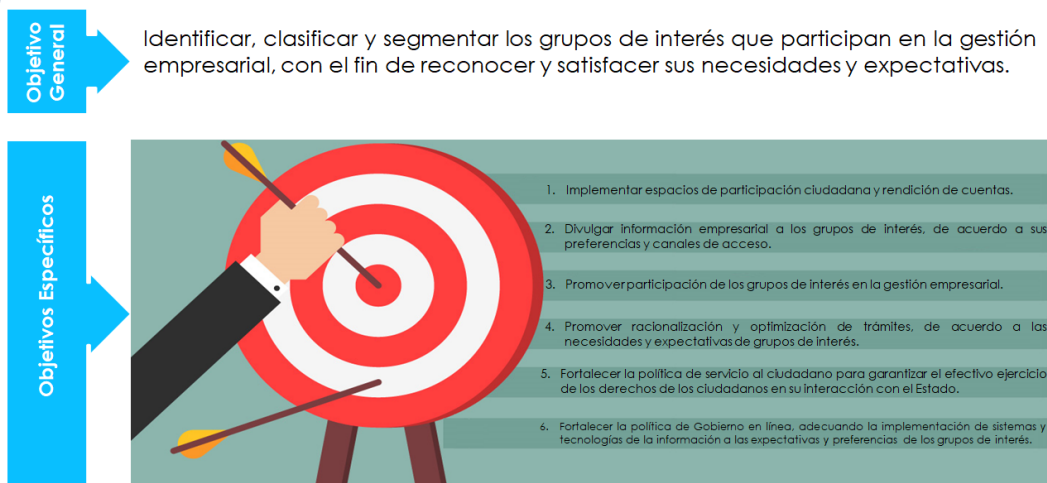 Objetivo
General
Identificar, clasificar y segmentar los grupos de interés que participan en la gestión
empresarial, con el fin de reconocer y satisfacer sus necesidades y expectativas.
Objetivos Específicos
1. Implementar espacios de participación ciudadana y rendición de cuentas.
2. Divulgar información empresarial a los grupos de interés, de acuerdo a sus
preferencias y canales de acceso.
3. Promover participación de los grupos de interés en la gestión empresarial.
4. Promover racionalización y optimización de trámites, de acuerdo a las
necesidades y expectativas de grupos de interés.
5. Fortalecer la política de servicio al ciudadano para garantizar el efectivo ejercicio
de los derechos de los ciudadanos en su interacción con el Estado.
6. Fortalecer la política de Gobierno en línea, adecuando la implementación de sistemas y
tecnologías de la información a las expectativas y preferencias de los grupos de interés.